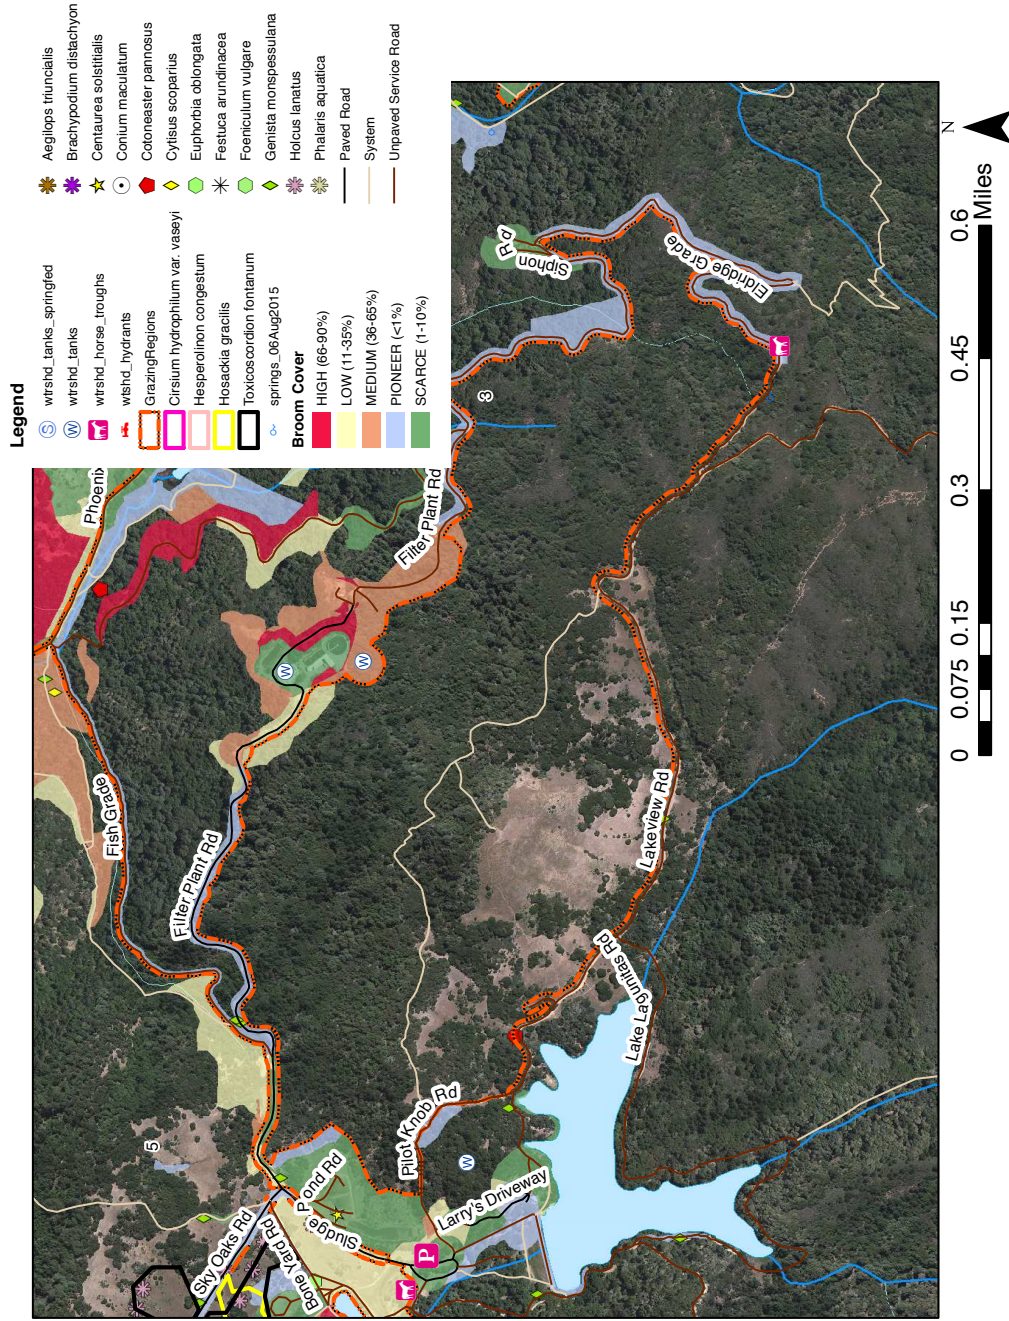 Legend
wtrshd_tanks_springfed
wtrshd_tanks
wtrshd_horse_troughs
wtshd_hydrants
GrazingRegions
Cirsium hydrophilum var. vaseyi
Hesperolinon congestum
Hosackia gracilis
Toxicoscordion fontanum
springs_06Aug2015
Broom Cover
HIGH (66-90%)
LOW (11-35%)
MEDIUM (36-65%)
PIONEER (<1%)
SCARCE (1-10%)
Aegilops triuncialis
Brachypodium distachyon
Centaurea solstitialis
Conium maculatum
Cotoneaster pannosus
Cytisus scoparius
Euphorbia oblongata
Festuca arundinacea
Foeniculum vulgare
Genista monspessulana
Holcus lanatus
Phalaris aquatica
Paved Road
System
Unpaved Service Road
S
W
Phoenix
Fish Grade
Filter Plant Rd
Filter Plant Rd
W
W
3
Siphon Rd
Eldridge Grade
5
Sky Oaks Rd
Bone Yard Rd
Sludge Pond Rd
Pilot Knob Rd
W
Larry's Driveway
P
Lake Lagunitas Rd
Lakeview Rd
N
0 0.075 0.15 0.3 0.45 0.6
Miles